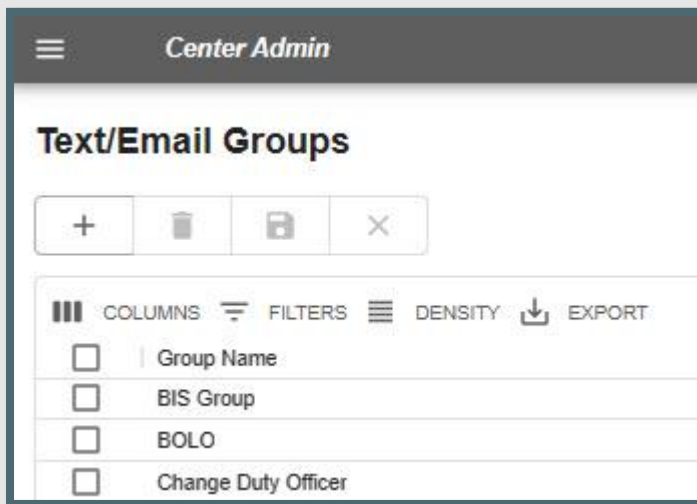 Center Admin
Text/Email Groups
COLUMNS FILTERS DENSITY EXPORT
Group Name
BIS Group
BOLO
Change Duty Officer